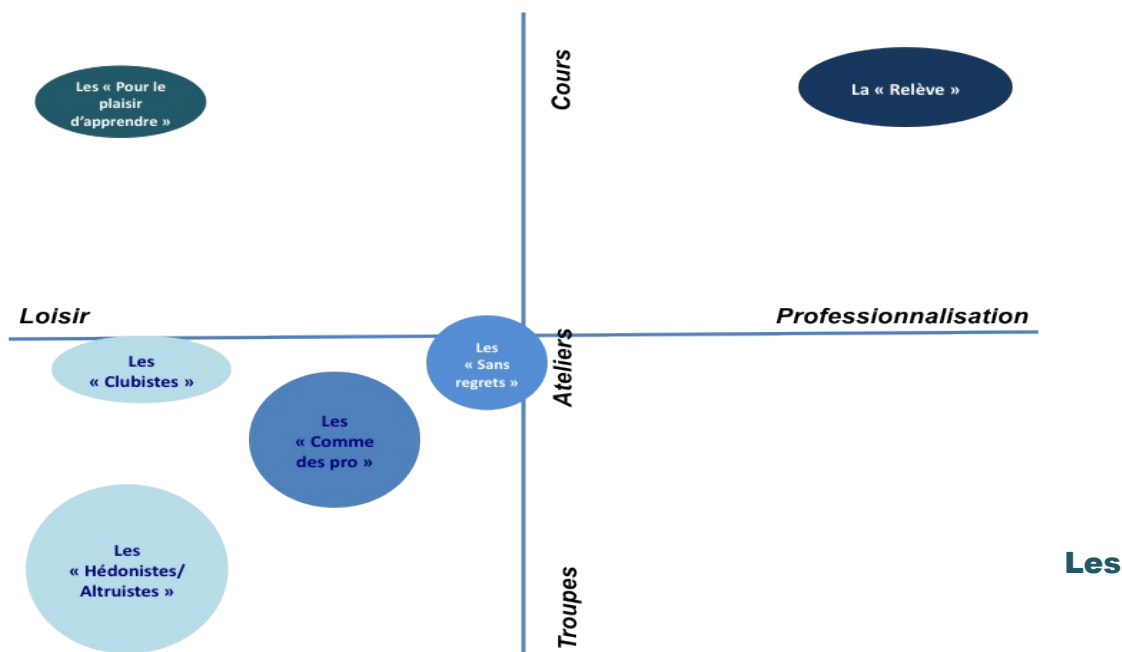 Cours
Les « Pour le
plaisir
d'apprendre »
La « Relève »
Loisir
Professionnalisation
Ateliers
Les
« Clubistes »
Les
« Sans
regrets »
Les
« Comme
des pro »
Les
« Hédonistes/
Altruistes »
Troupes
Les